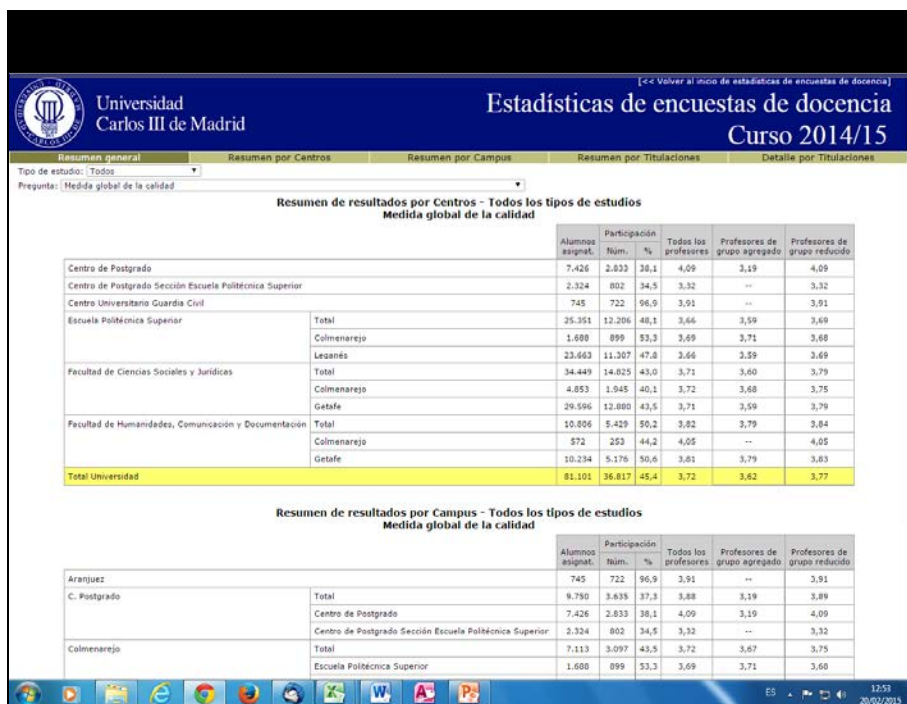 [<< Volver al inicio de estadísticas de encuestas de docencia]
Universidad
Carlos III de Madrid
Estadísticas de encuestas de docencia
Curso 2014/15
Resumen general Resumen por Centros Resumen por Campus Resumen por Titulaciones Detalle por Titulaciones
Tipo de estudio: Todos
Pregunta: Medida global de la calidad
Resumen de resultados por Centros - Todos los tipos de estudios
Medida global de la calidad
Alumnos asignat. Participación Núm. % Todos los profesores Profesores de grupo agregado Profesores de grupo reducido
Centro de Postgrado 7.426 2.833 38,1 4,09 3,19 4,09
Centro de Postgrado Sección Escuela Politécnica Superior 2.324 802 34,5 3,32 -- 3,32
Centro Universitario Guardia Civil 745 722 96,9 3,91 -- 3,91
Escuela Politécnica Superior Total 25.351 12.206 48,1 3,66 3,59 3,69
Colmenarejo 1.688 899 53,3 3,69 3,71 3,68
Leganés 23.663 11.307 47,8 3,66 3,59 3,69
Facultad de Ciencias Sociales y Jurídicas Total 34.449 14.825 43,0 3,71 3,60 3,79
Colmenarejo 4.853 1.945 40,1 3,72 3,68 3,75
Getafe 29.596 12.880 43,5 3,71 3,59 3,79
Facultad de Humanidades, Comunicación y Documentación Total 10.806 5.429 50,2 3,82 3,79 3,84
Colmenarejo 572 253 44,2 4,05 -- 4,05
Getafe 10.234 5.176 50,6 3,81 3,79 3,83
Total Universidad 81.101 36.817 45,4 3,72 3,62 3,77
Resumen de resultados por Campus - Todos los tipos de estudios
Medida global de la calidad
Alumnos asignat. Participación Núm. % Todos los profesores Profesores de grupo agregado Profesores de grupo reducido
Aranjuez 745 722 96,9 3,91 -- 3,91
C. Postgrado Total 9.750 3.635 37,3 3,88 3,19 3,89
Centro de Postgrado 7.426 2.833 38,1 4,09 3,19 4,09
Centro de Postgrado Sección Escuela Politécnica Superior 2.324 802 34,5 3,32 -- 3,32
Colmenarejo Total 7.113 3.097 43,5 3,72 3,67 3,75
Escuela Politécnica Superior 1.688 899 53,3 3,69 3,71 3,68
ES 12:53
20/02/2015